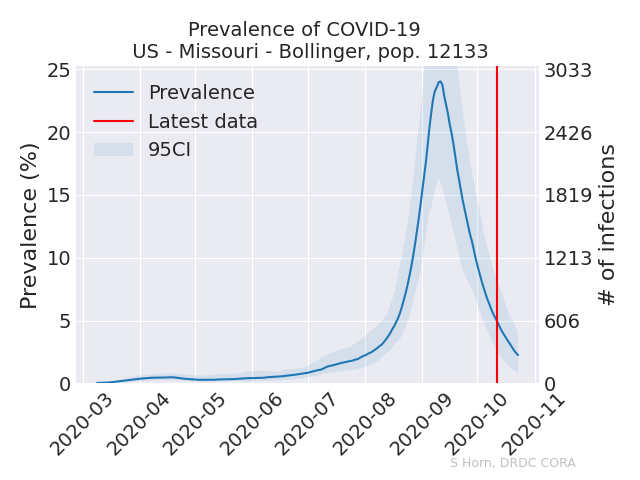 Prevalence of COVID-19
US - Missouri - Bollinger, pop. 12133
Prevalence
Latest data
95CI
Prevalence (%)
25
20
15
10
5
0
3033
2426
1819
1213
606
0
# of infections
2020-03
2020-04
2020-05
2020-06
2020-07
2020-08
2020-09
2020-10
2020-11
S Horn, DRDC CORA